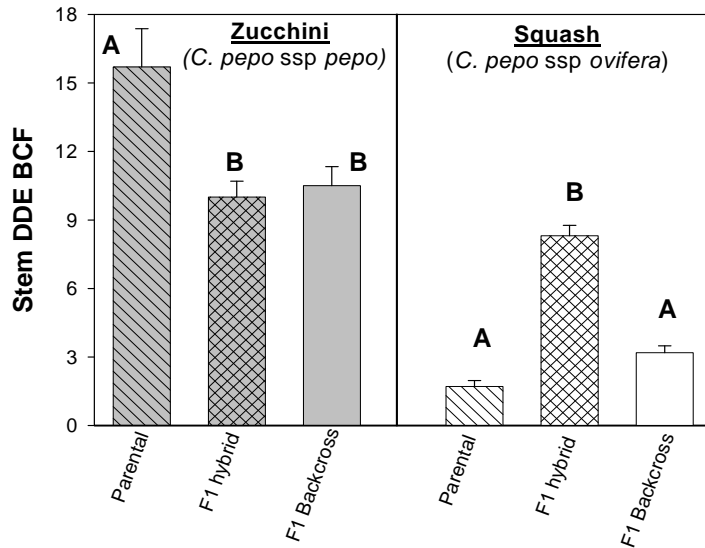 18
15
12
9
6
3
0
Stem DDE BCF
Zucchini
(C. pepo ssp pepo)
A
B
B
Parental
F1 hybrid
F1 Backcross
Squash
(C. pepo ssp ovifera)
A
B
A
Parental
F1 hybrid
F1 Backcross